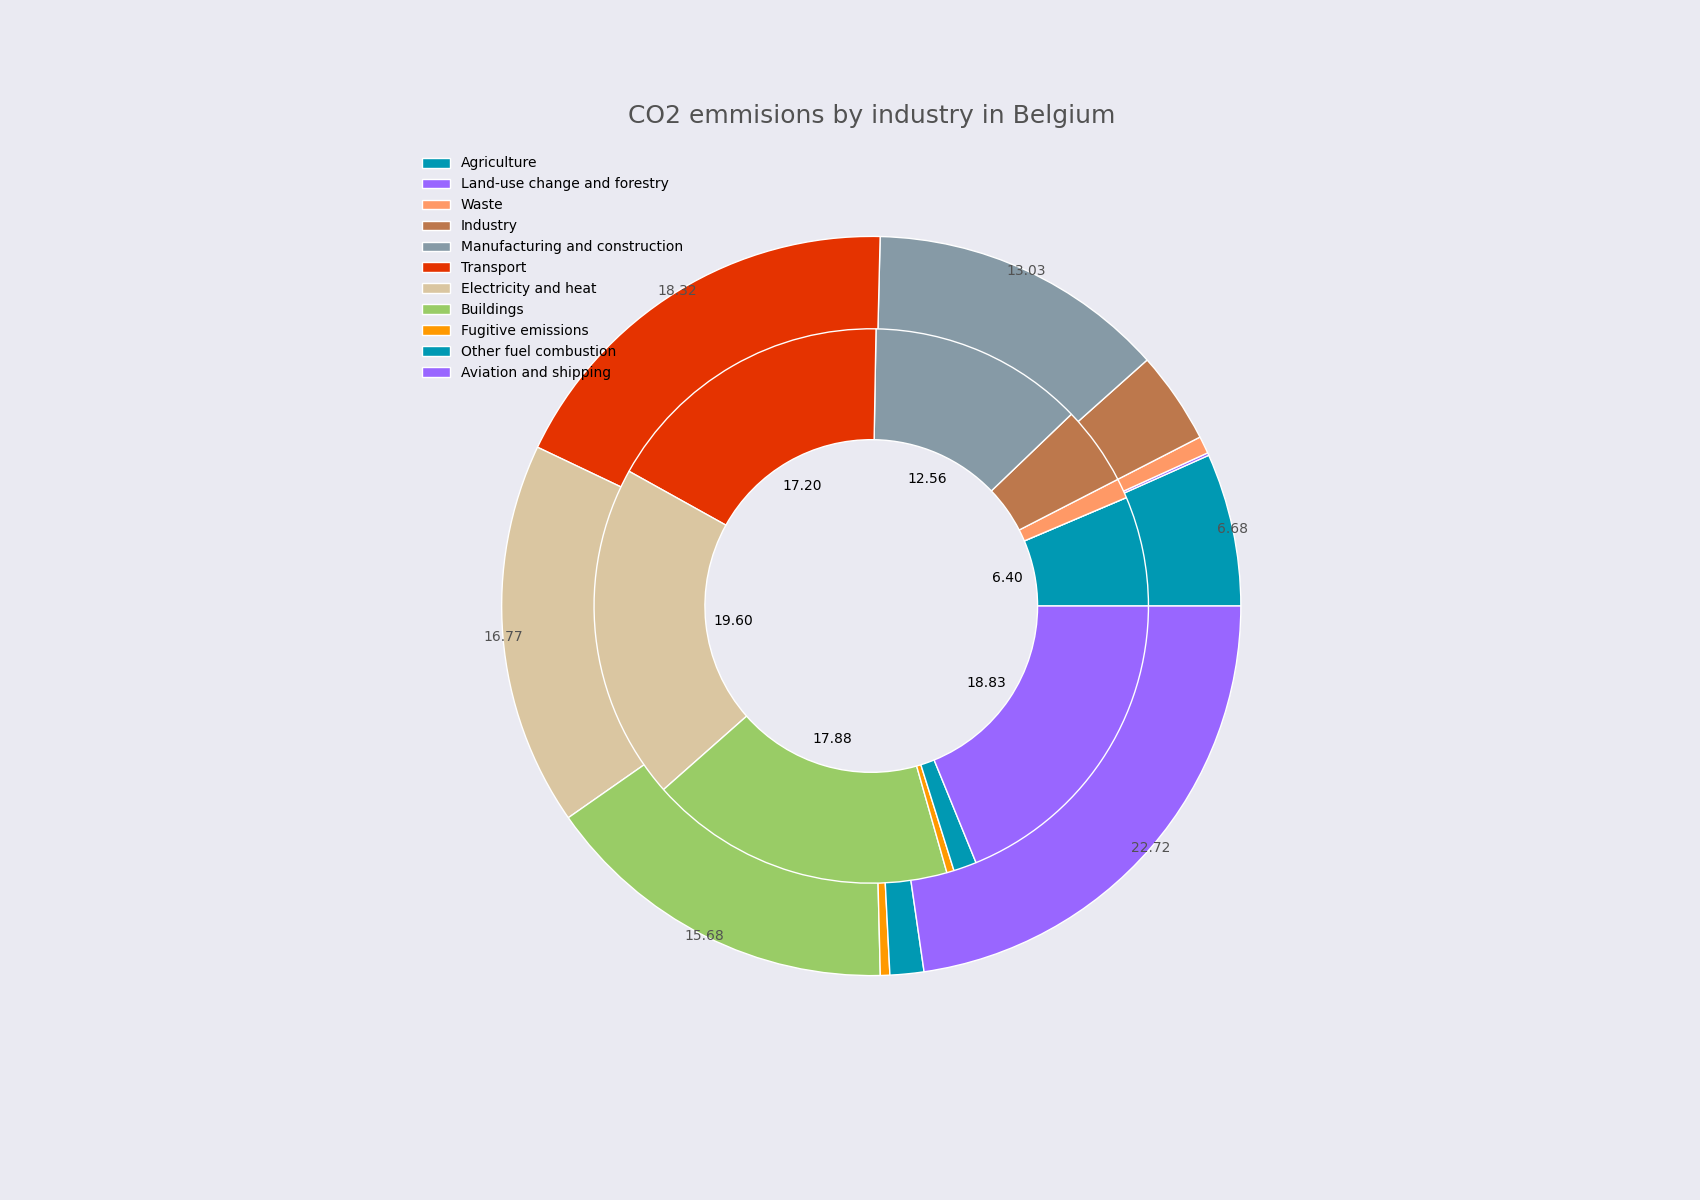 CO2 emmisions by industry in Belgium
Agriculture
Land-use change and forestry
Waste
Industry
Manufacturing and construction
Transport
Electricity and heat
Buildings
Fugitive emissions
Other fuel combustion
Aviation and shipping
13.03
18.32
12.56
17.20
6.68
6.40
19.60
16.77
18.83
17.88
22.72
15.68